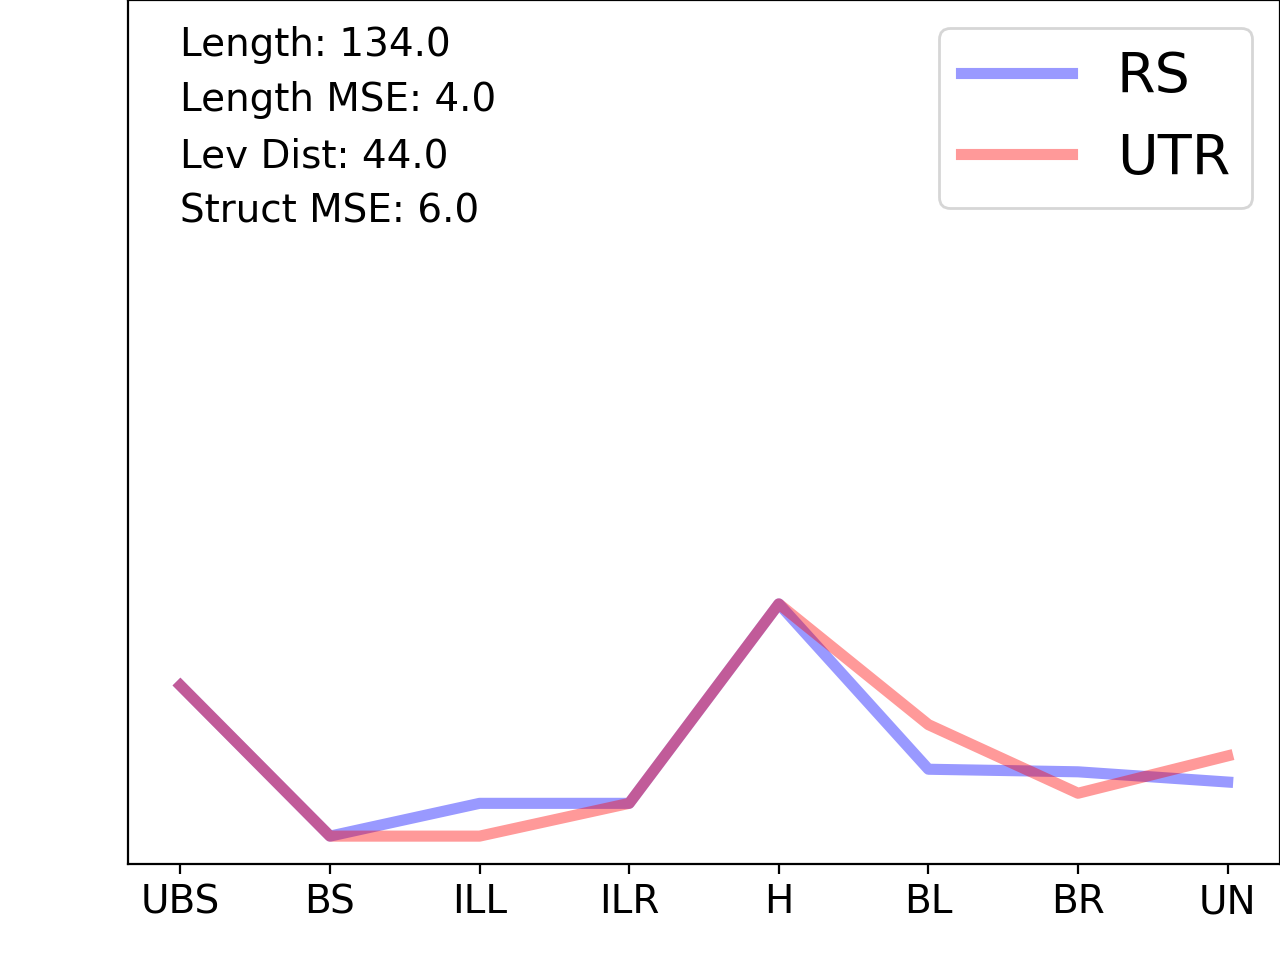 Length: 134.0
Length MSE: 4.0
Lev Dist: 44.0
Struct MSE: 6.0
RS
UTR
UBS BS ILL ILR H BL BR UN